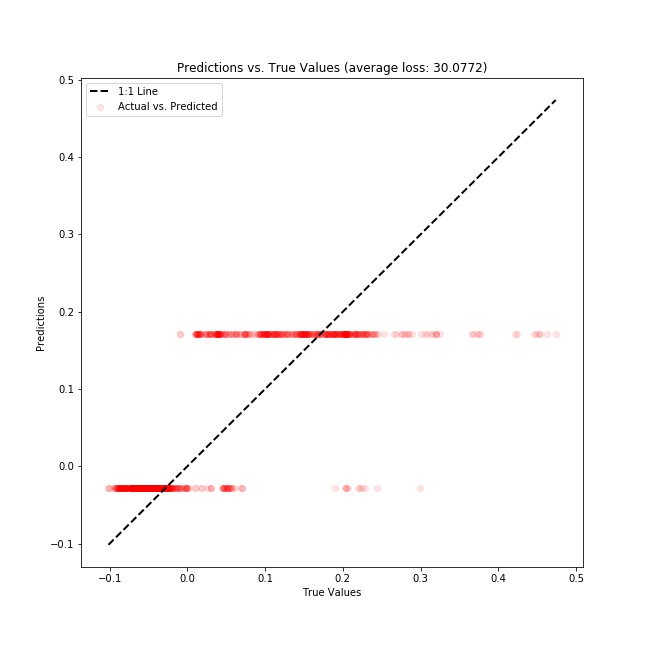 Predictions vs. True Values (average loss: 30.0772)
1:1 Line
Actual vs. Predicted
0.5
0.4
0.3
0.2
0.1
0.0
−0.1
Predictions
−0.1 0.0 0.1 0.2 0.3 0.4 0.5
True Values